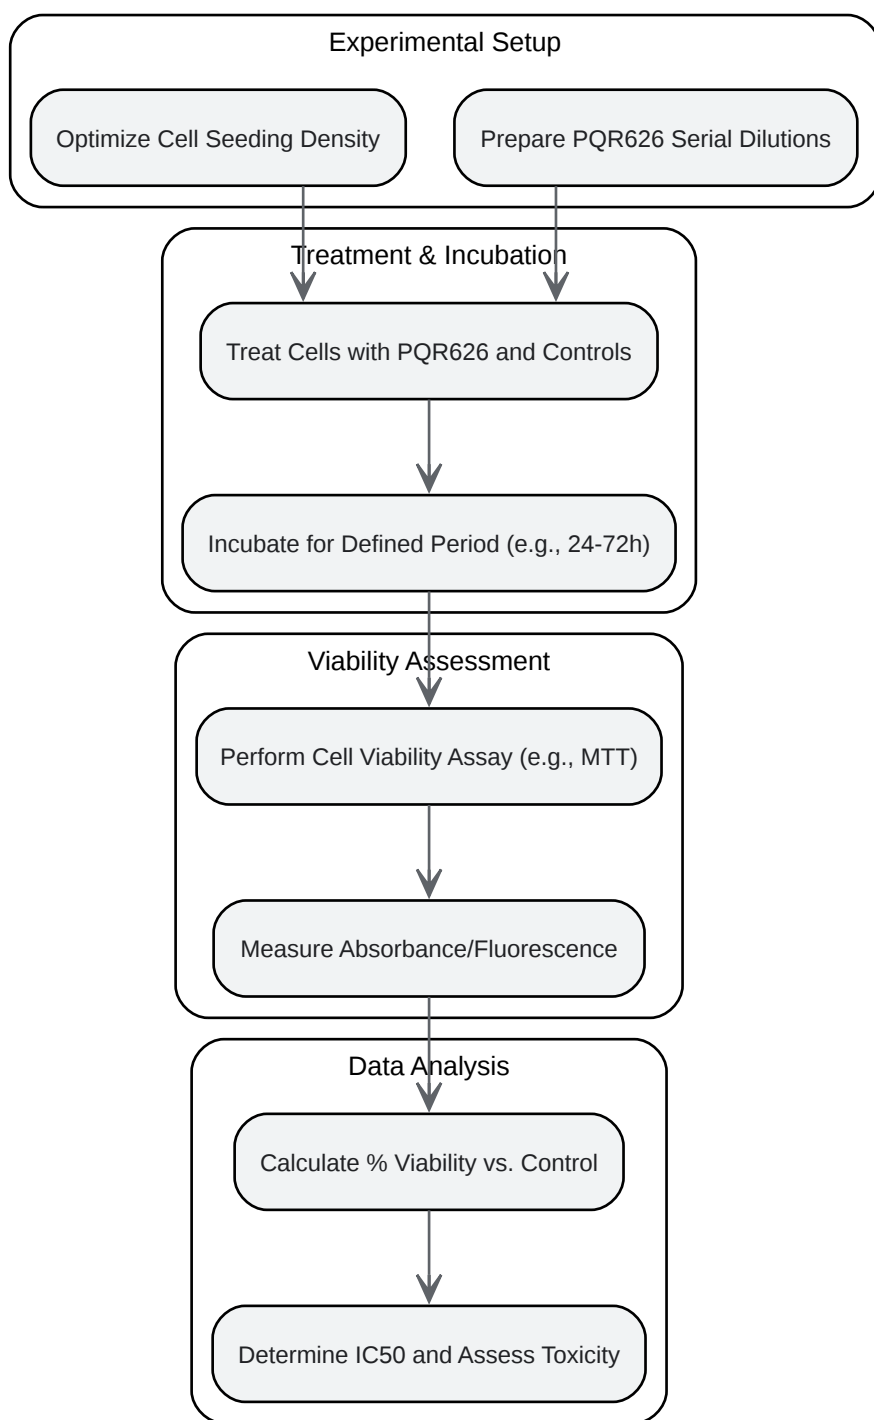 Experimental Setup
Optimize Cell Seeding Density
Prepare PQR626 Serial Dilutions
Treatment & Incubation
Treat Cells with PQR626 and Controls
Incubate for Defined Period (e.g., 24-72h)
Viability Assessment
Perform Cell Viability Assay (e.g., MTT)
Measure Absorbance/Fluorescence
Data Analysis
Calculate % Viability vs. Control
Determine IC50 and Assess Toxicity